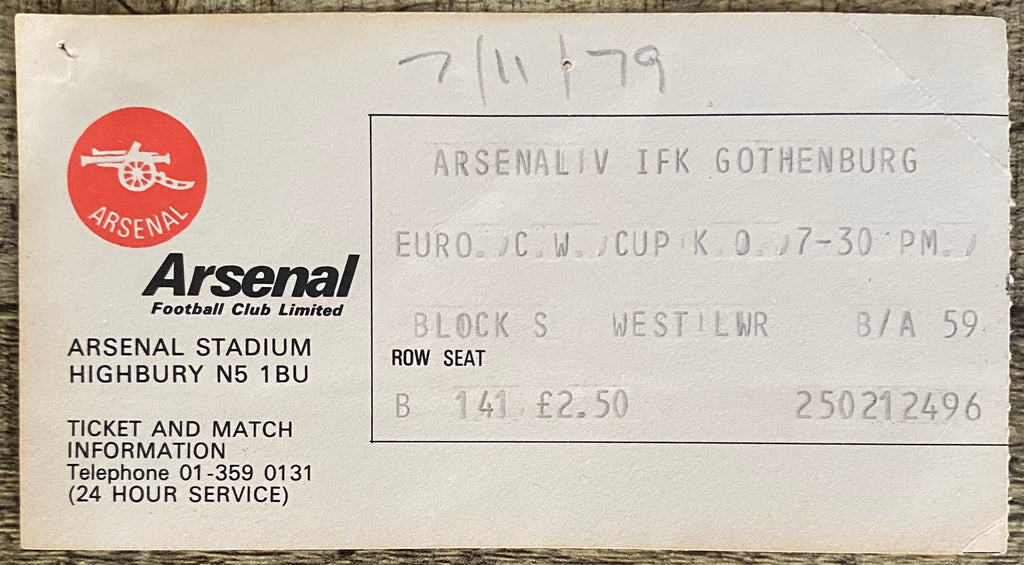 7/11/79
ARSENAL
Arsenal
Football Club Limited
ARSENAL STADIUM
HIGHBURY N5 1BU
TICKET AND MATCH
INFORMATION
Telephone 01-359 0131
(24 HOUR SERVICE)
ARSENAL V IFK GOTHENBURG
EURO. C.W. CUP K.O. 7-30 PM.
BLOCK S WEST LWR B/A 59
ROW SEAT
B 141 £2.50 250212496